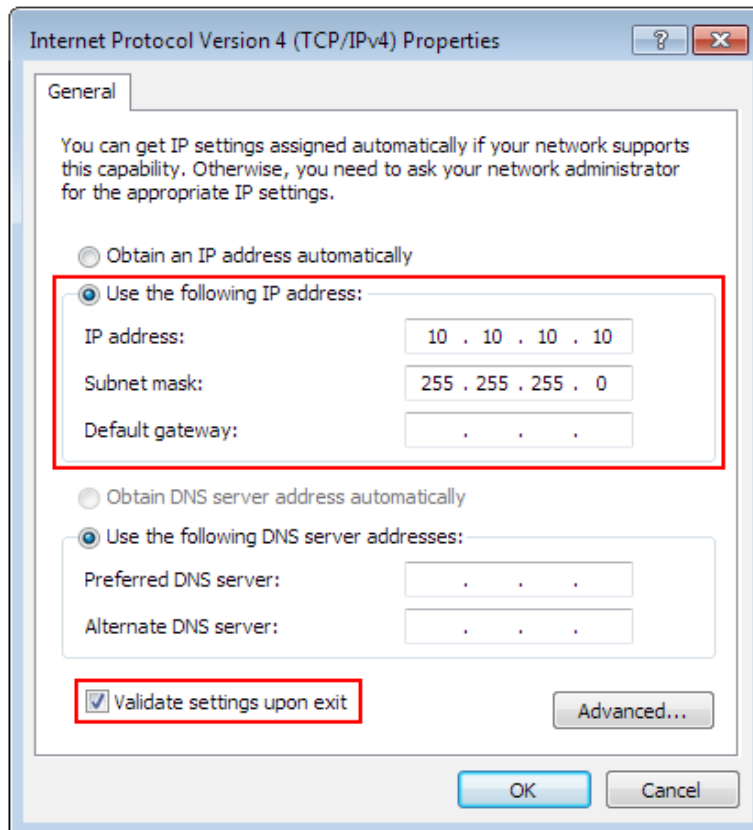 Internet Protocol Version 4 (TCP/IPv4) Properties
General
You can get IP settings assigned automatically if your network supports
this capability. Otherwise, you need to ask your network administrator
for the appropriate IP settings.
Obtain an IP address automatically
Use the following IP address:
IP address: 10 . 10 . 10 . 10
Subnet mask: 255 . 255 . 255 . 0
Default gateway: . . .
Obtain DNS server address automatically
Use the following DNS server addresses:
Preferred DNS server: . . .
Alternate DNS server: . . .
Validate settings upon exit
Advanced...
OK Cancel